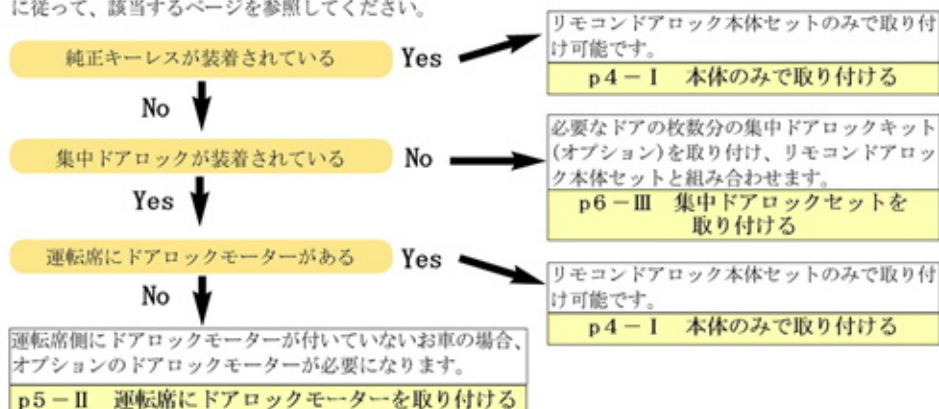 に従って、該当するページを参照してください。
純正キーレスが装着されている
Yes
リモコンドアロック本体セットのみで取り付
け可能です。
p4-Ⅰ 本体のみで取り付ける
No
集中ドアロックが装着されている
No
必要なドアの枚数分の集中ドアロックキット
(オプション)を取り付け、リモコンドアロッ
ク本体セットと組み合わせます。
p6-Ⅲ 集中ドアロックセットを
取り付ける
Yes
運転席にドアロックモーターがある
Yes
リモコンドアロック本体セットのみで取り付
け可能です。
p4-Ⅰ 本体のみで取り付ける
No
運転席側にドアロックモーターが付いていないお車の場合、
オプションのドアロックモーターが必要になります。
p5-Ⅱ 運転席にドアロックモーターを取り付ける